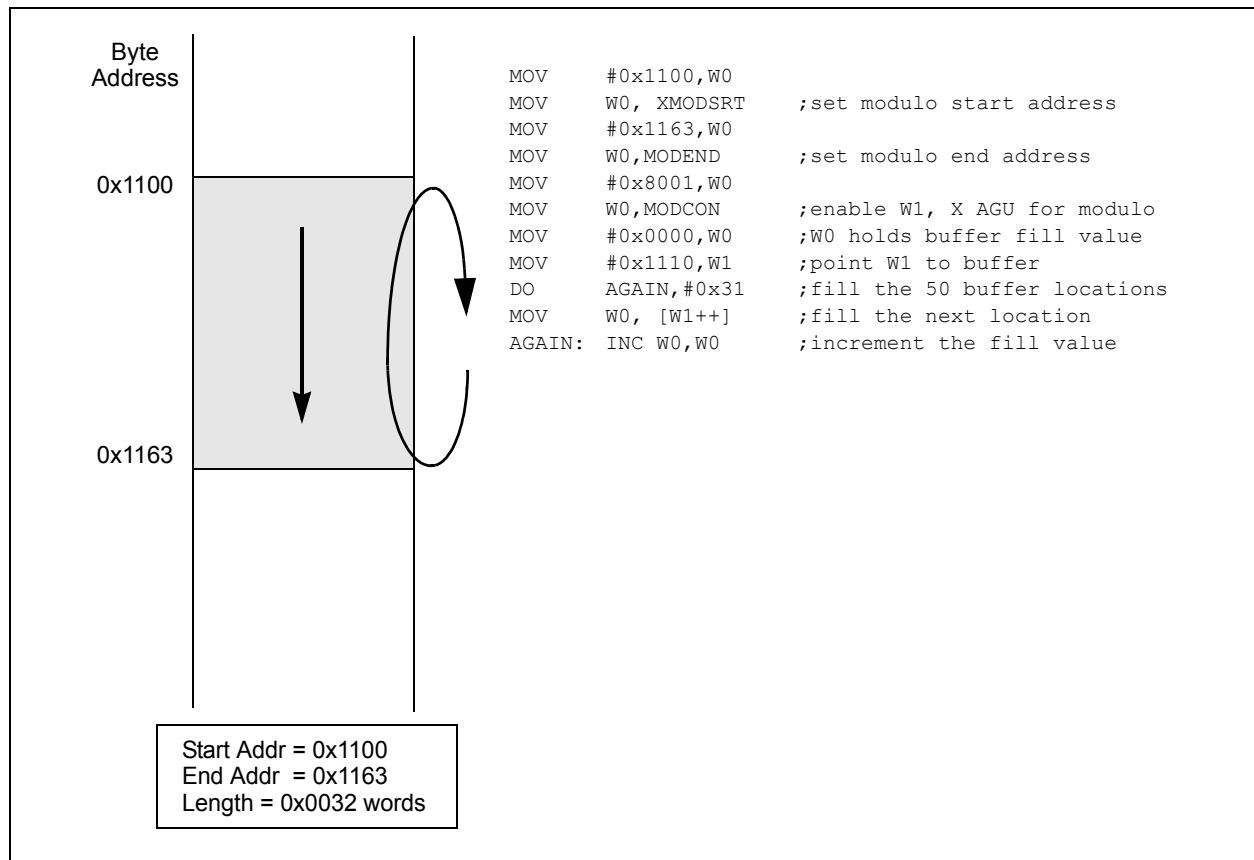 Byte
Address
0x1100
0x1163
MOV #0x1100,W0
MOV W0, XMODSRT ;set modulo start address
MOV #0x1163,W0
MOV W0,MODEND ;set modulo end address
MOV #0x8001,W0
MOV W0,MODCON ;enable W1, X AGU for modulo
MOV #0x0000,W0 ;W0 holds buffer fill value
MOV #0x1110,W1 ;point W1 to buffer
DO AGAIN,#0x31 ;fill the 50 buffer locations
MOV W0, [W1++] ;fill the next location
AGAIN: INC W0,W0 ;increment the fill value
Start Addr = 0x1100
End Addr = 0x1163
Length = 0x0032 words